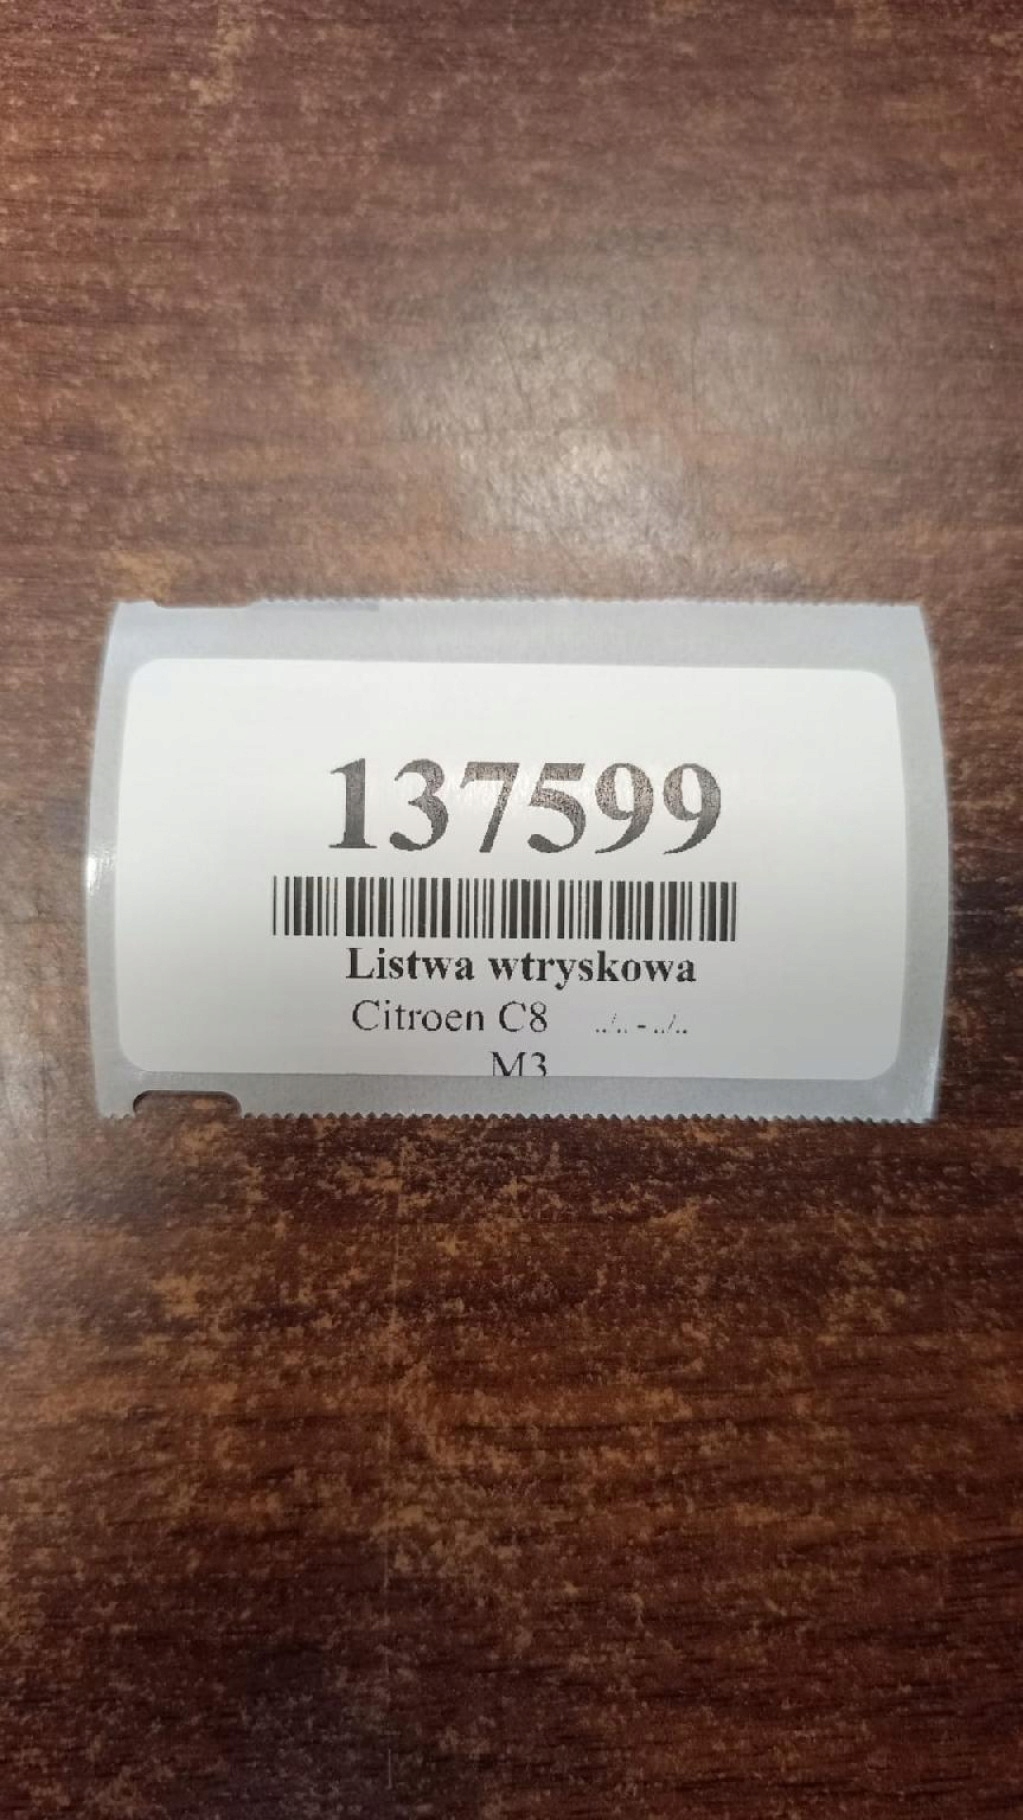 137599
Listwa wtryskowa
Citroen C8 ../.. - ../..
M3